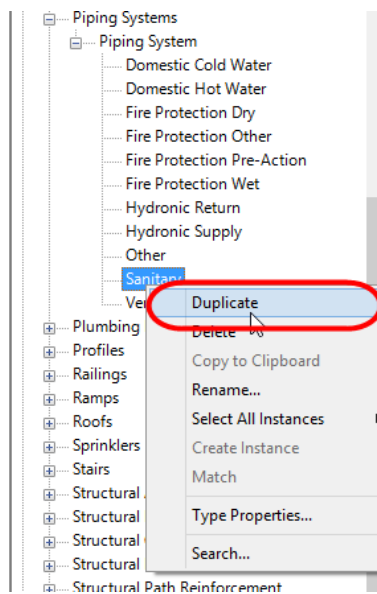 Piping Systems
Piping System
Domestic Cold Water
Domestic Hot Water
Fire Protection Dry
Fire Protection Other
Fire Protection Pre-Action
Fire Protection Wet
Hydronic Return
Hydronic Supply
Other
Sanitary
Ve
Duplicate
Plumbing
Delete
Profiles
Copy to Clipboard
Railings
Rename...
Ramps
Roofs
Select All Instances
Sprinklers
Create Instance
Stairs
Match
Structural
Structural
Type Properties...
Structural
Structural
Search...
Structural Path Reinforcement